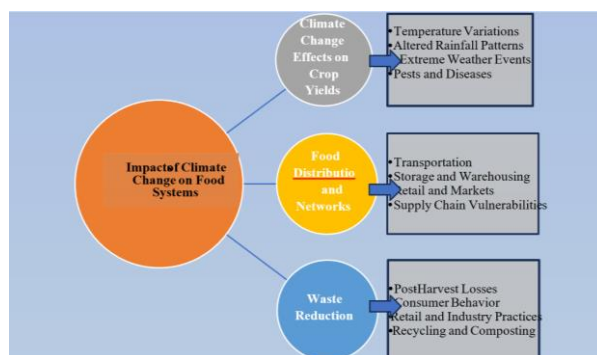 Impact of Climate
Change on Food
Systems
Climate
Change
Effects on
Crop
Yields
•Temperature Variations
•Altered Rainfall Patterns
Extreme Weather Events
•Pests and Diseases
Food
Distributio
and
Networks
•Transportation
•Storage and Warehousing
Retail and Markets
•Supply Chain Vulnerabilities
Waste
Reduction
•PostHarvest Losses
•Consumer Behavior
•Retail and Industry Practices
•Recycling and Composting